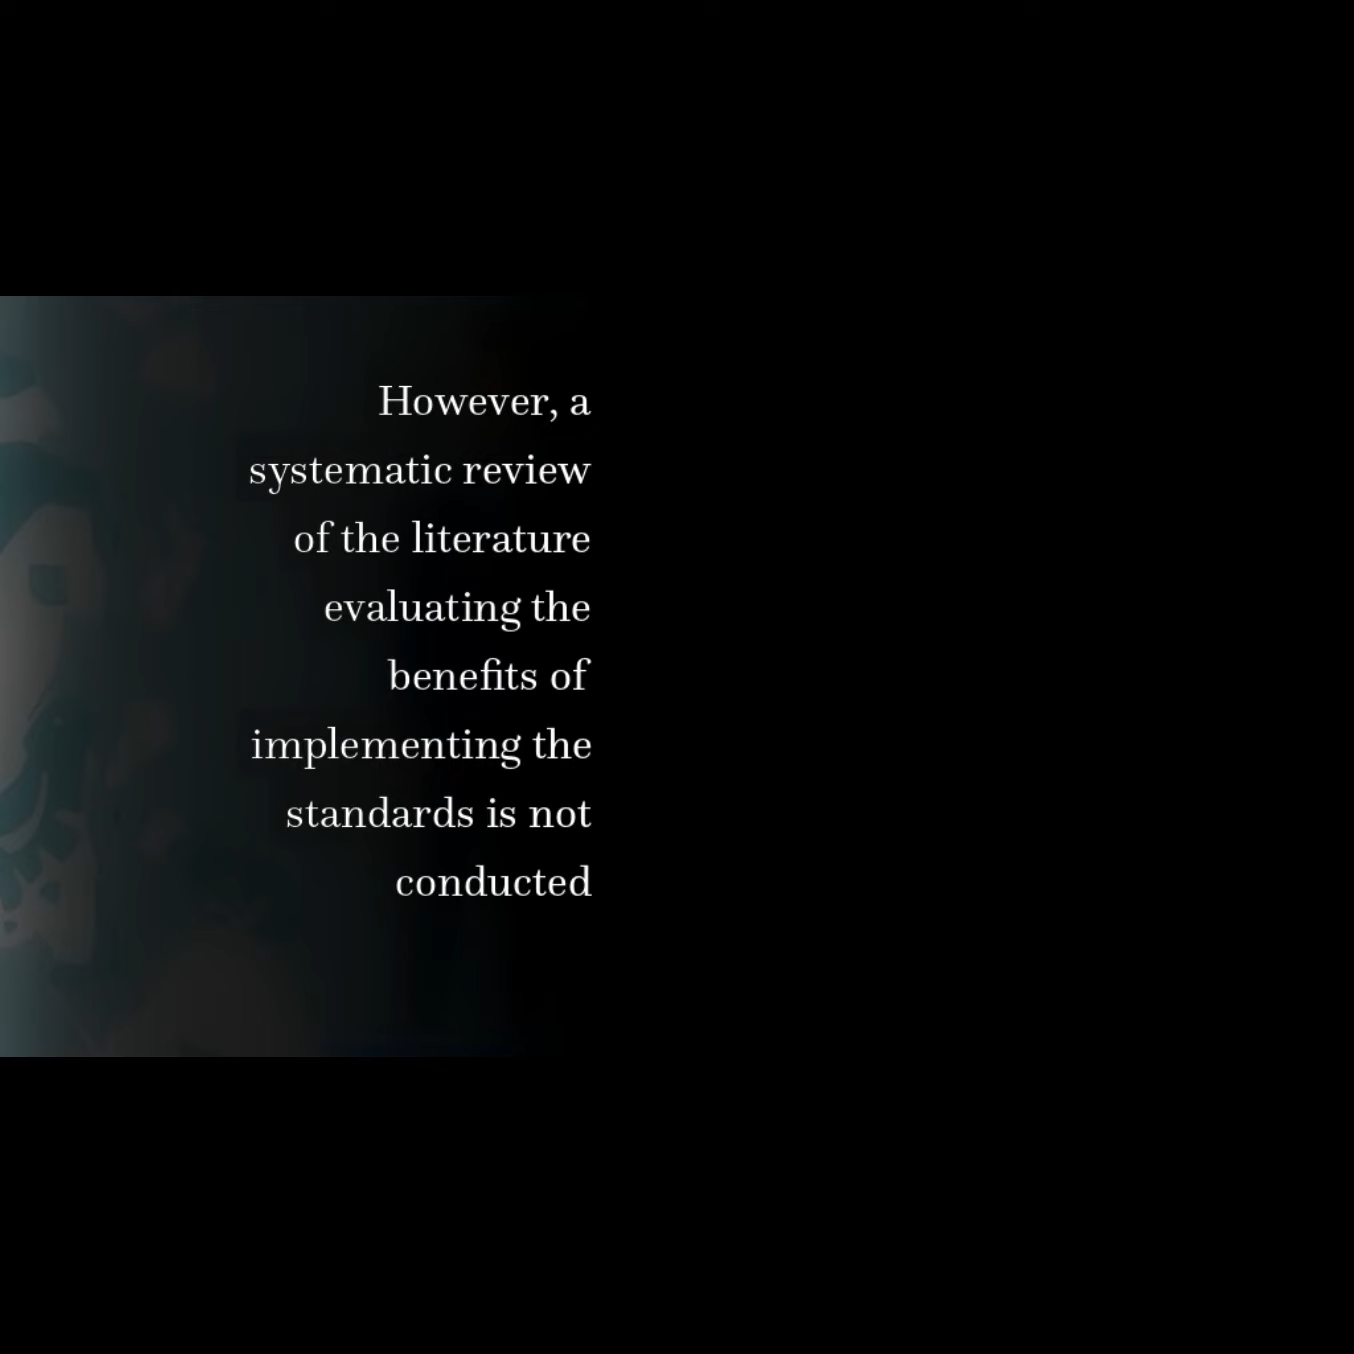 However, a
systematic review
of the literature
evaluating the
benefits of
implementing the
standards is not
conducted